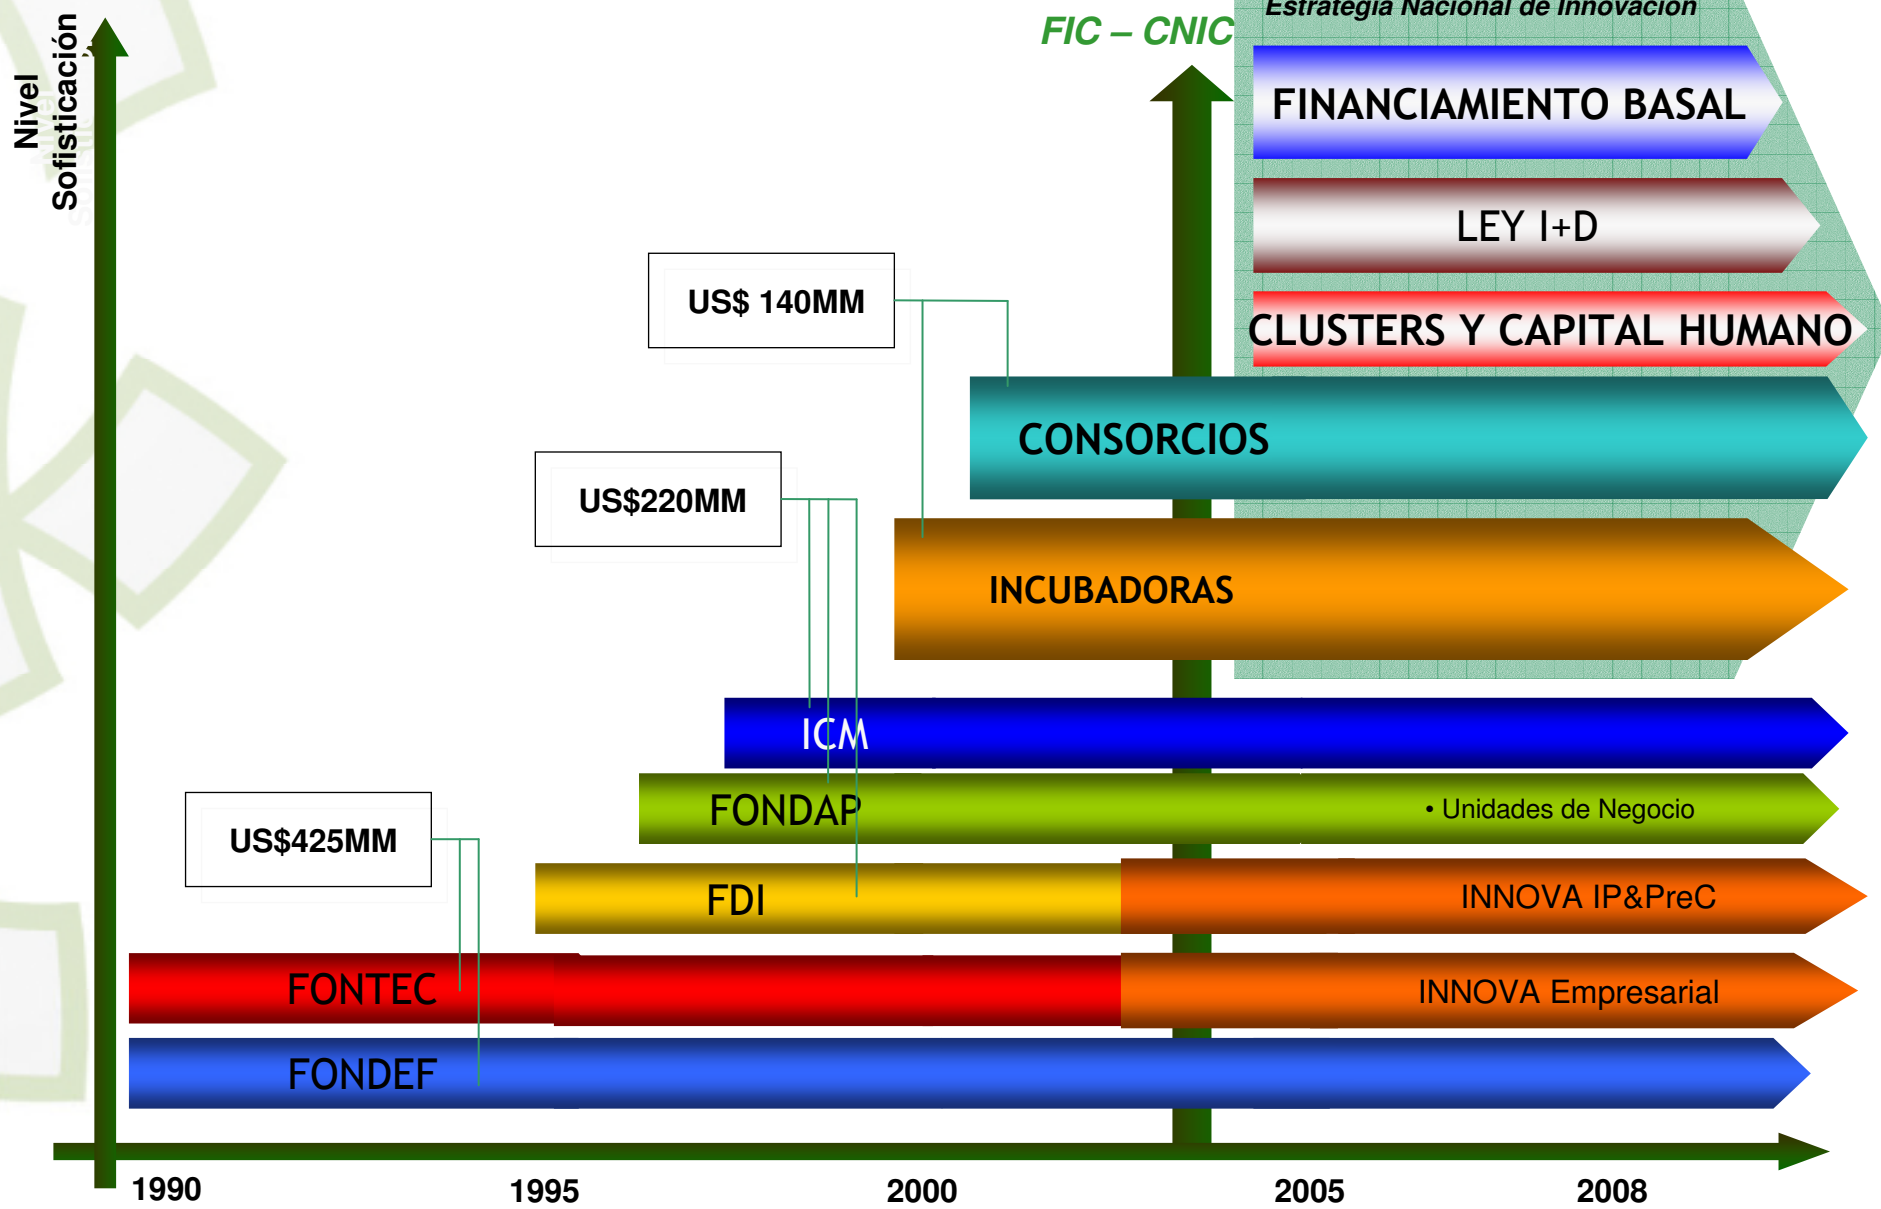 Estrategia Nacional de Innovación
FIC – CNIC
Nivel
Sofisticación
FINANCIAMIENTO BASAL
LEY I+D
US$ 140MM
CLUSTERS Y CAPITAL HUMANO
CONSORCIOS
US$220MM
INCUBADORAS
ICM
FONDAP
• Unidades de Negocio
US$425MM
FDI
INNOVA IP&PreC
FONTEC
INNOVA Empresarial
FONDEF
1990
1995
2000
2005
2008